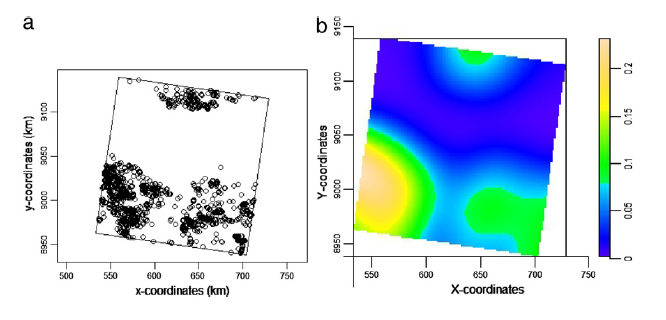 a
9100
9050
9000
8950
y-coordinates (km)
500 550 600 650 700 750
x-coordinates (km)
b
9150
9100
9050
9000
8950
Y-coordinates
550 600 650 700 750
X-coordinates
0.2
0.15
0.1
0.05
0